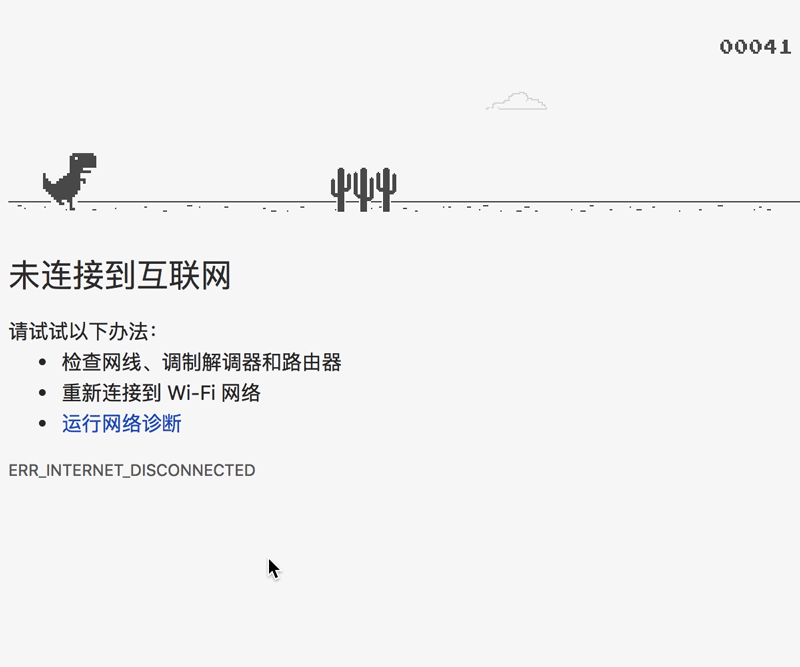 00041
未连接到互联网
请试试以下办法：
• 检查网线、调制解调器和路由器
• 重新连接到 Wi-Fi 网络
• 运行网络诊断
ERR_INTERNET_DISCONNECTED